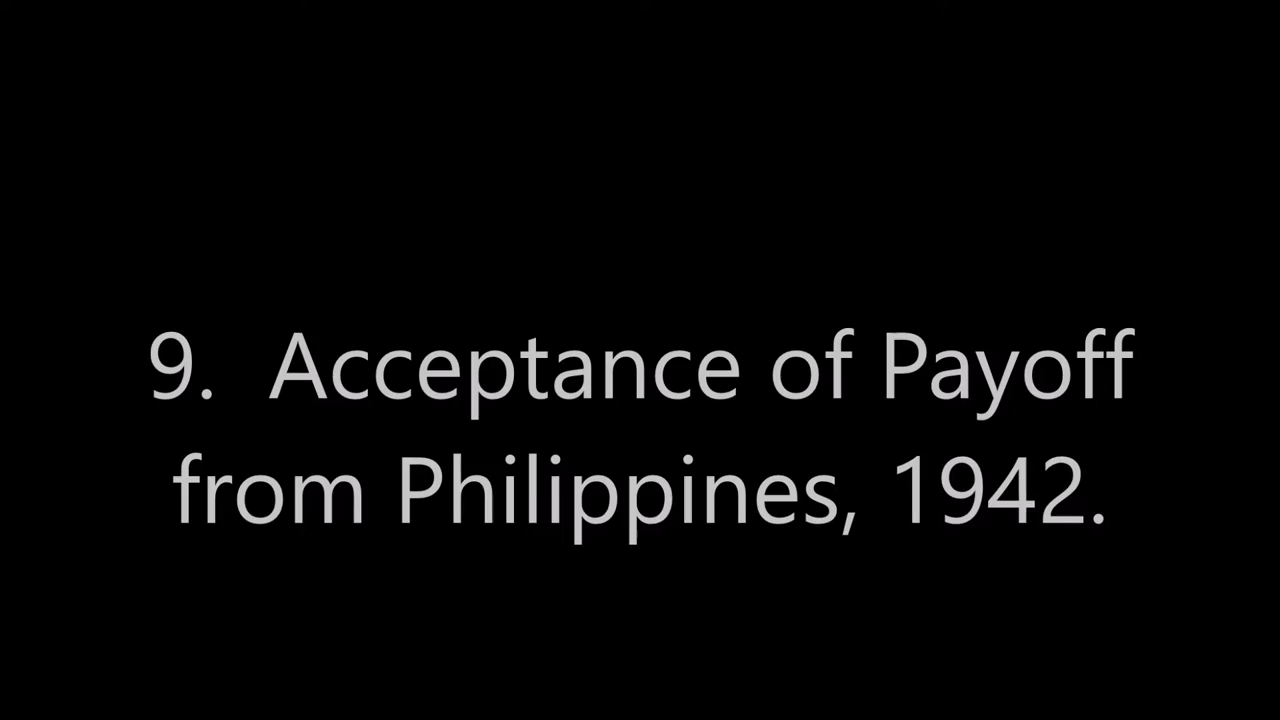 9.  Acceptance of Payoff
from Philippines, 1942.